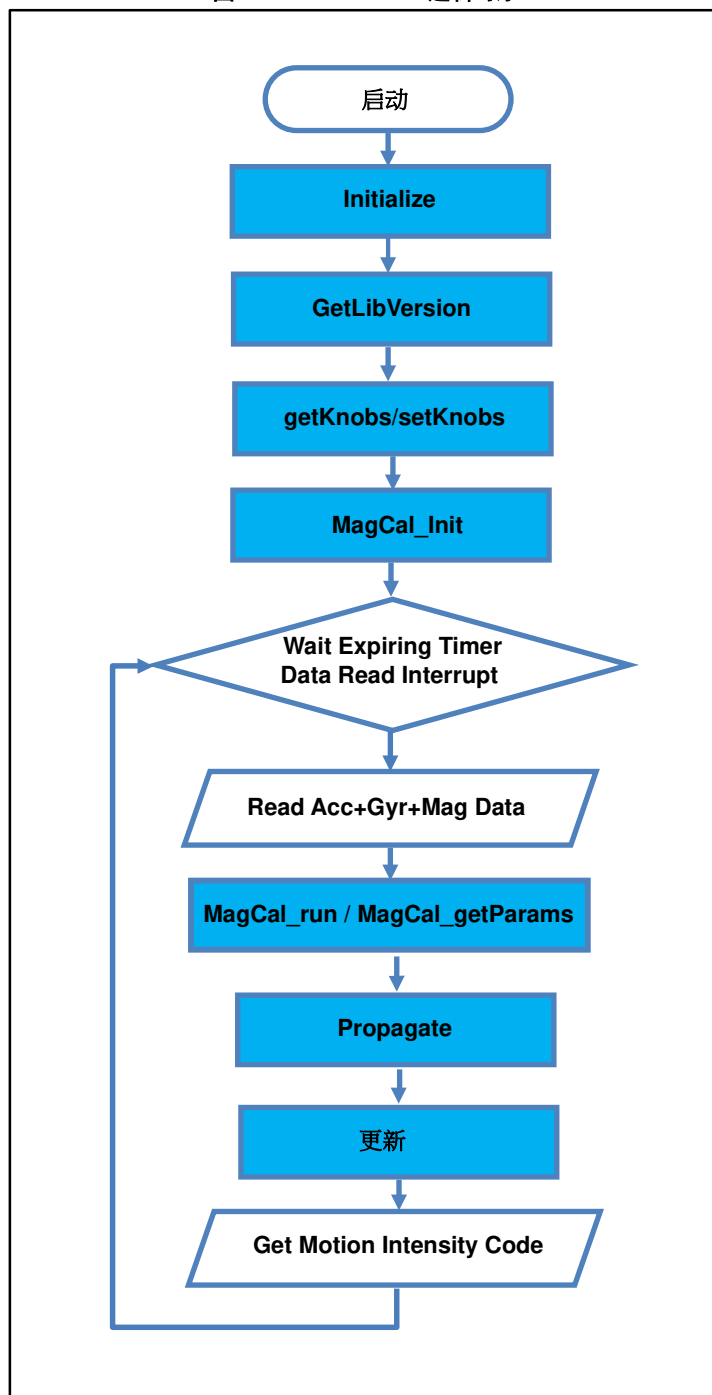 启动
Initialize
GetLibVersion
getKnobs/setKnobs
MagCal_Init
Wait Expiring Timer
Data Read Interrupt
Read Acc+Gyr+Mag Data
MagCal_run / MagCal_getParams
Propagate
更新
Get Motion Intensity Code